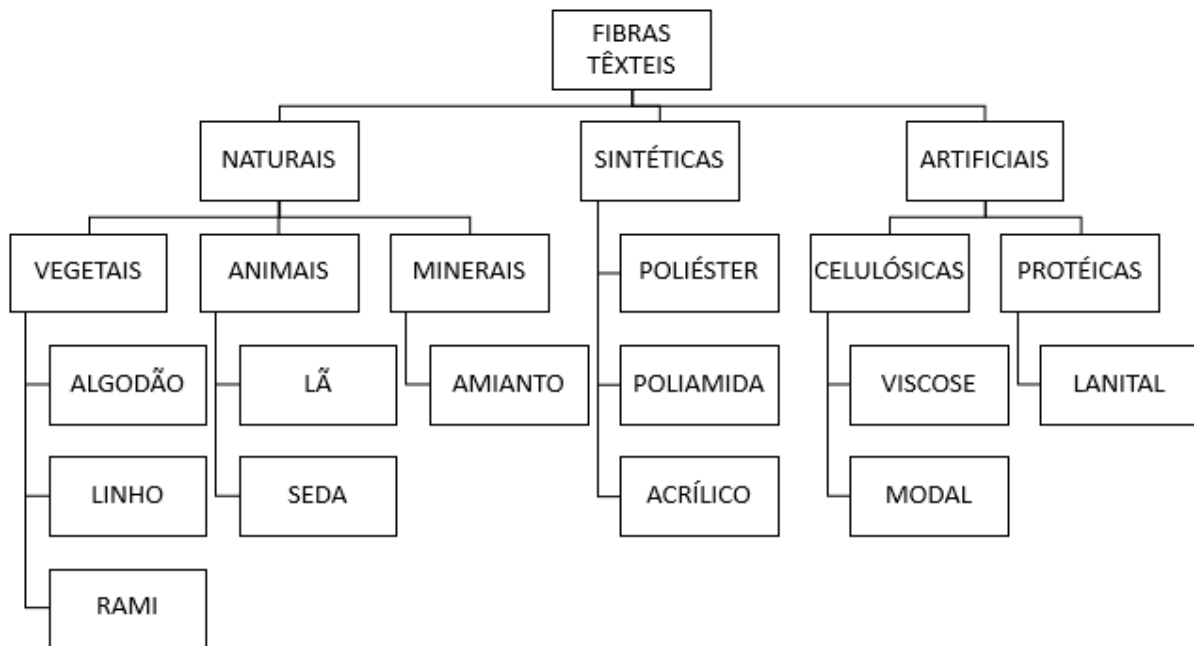 FIBRAS
TÊXTEIS
NATURAIS
SINTÉTICAS
ARTIFICIAIS
VEGETAIS
ANIMAIS
MINERAIS
POLIÉSTER
CELULÓSICAS
PROTÉICAS
ALGODÃO
LÃ
AMIANTO
POLIAMIDA
VISCOSE
LANITAL
LINHO
SEDA
ACRÍLICO
MODAL
RAMI